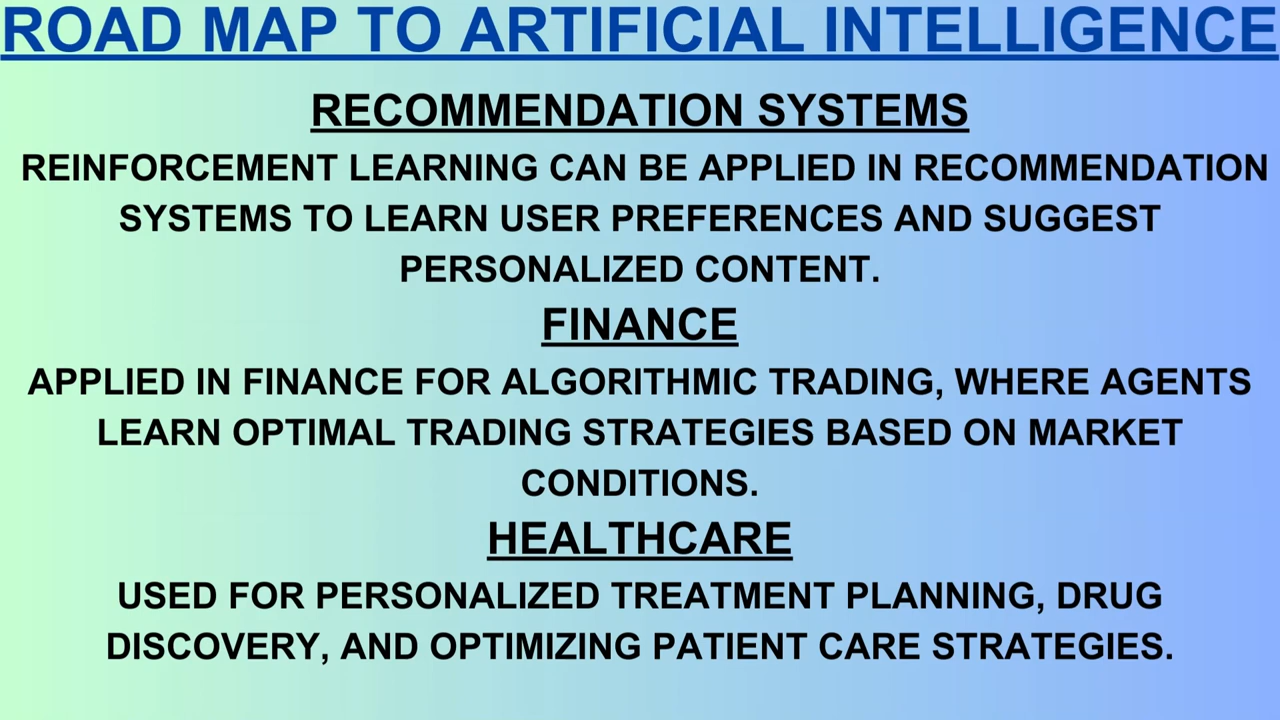 ROAD MAP TO ARTIFICIAL INTELLIGENCE
RECOMMENDATION SYSTEMS
REINFORCEMENT LEARNING CAN BE APPLIED IN RECOMMENDATION
SYSTEMS TO LEARN USER PREFERENCES AND SUGGEST
PERSONALIZED CONTENT.
FINANCE
APPLIED IN FINANCE FOR ALGORITHMIC TRADING, WHERE AGENTS
LEARN OPTIMAL TRADING STRATEGIES BASED ON MARKET
CONDITIONS.
HEALTHCARE
USED FOR PERSONALIZED TREATMENT PLANNING, DRUG
DISCOVERY, AND OPTIMIZING PATIENT CARE STRATEGIES.